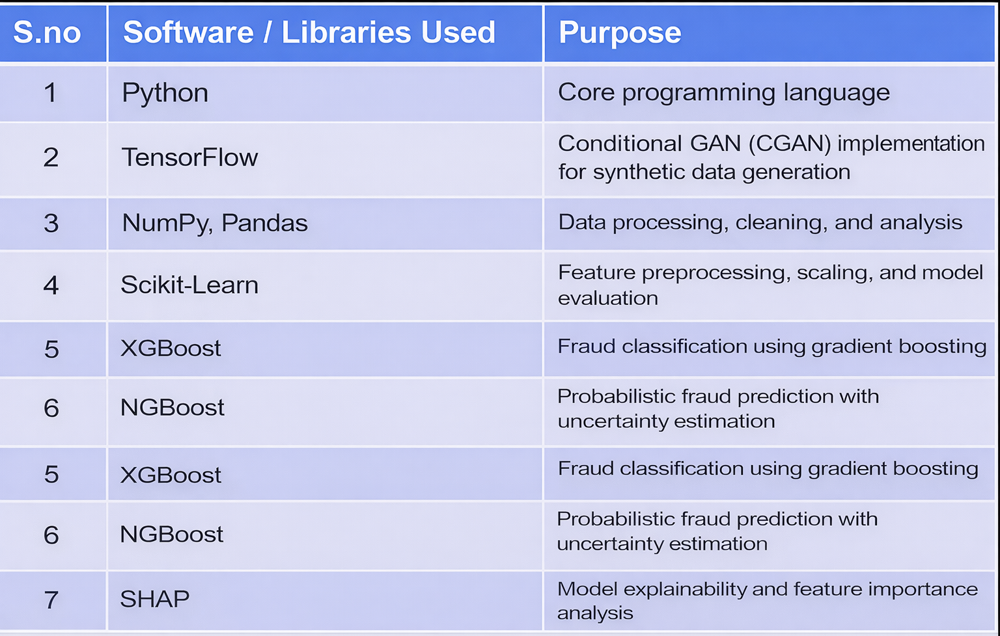 S.no Software / Libraries Used Purpose
1 Python Core programming language
2 TensorFlow Conditional GAN (CGAN) implementation
for synthetic data generation
3 NumPy, Pandas Data processing, cleaning, and analysis
4 Scikit-Learn Feature preprocessing, scaling, and model
evaluation
5 XGBoost Fraud classification using gradient boosting
6 NGBoost Probabilistic fraud prediction with
uncertainty estimation
5 XGBoost Fraud classification using gradient boosting
6 NGBoost Probabilistic fraud prediction with
uncertainty estimation
7 SHAP Model explainability and feature importance
analysis